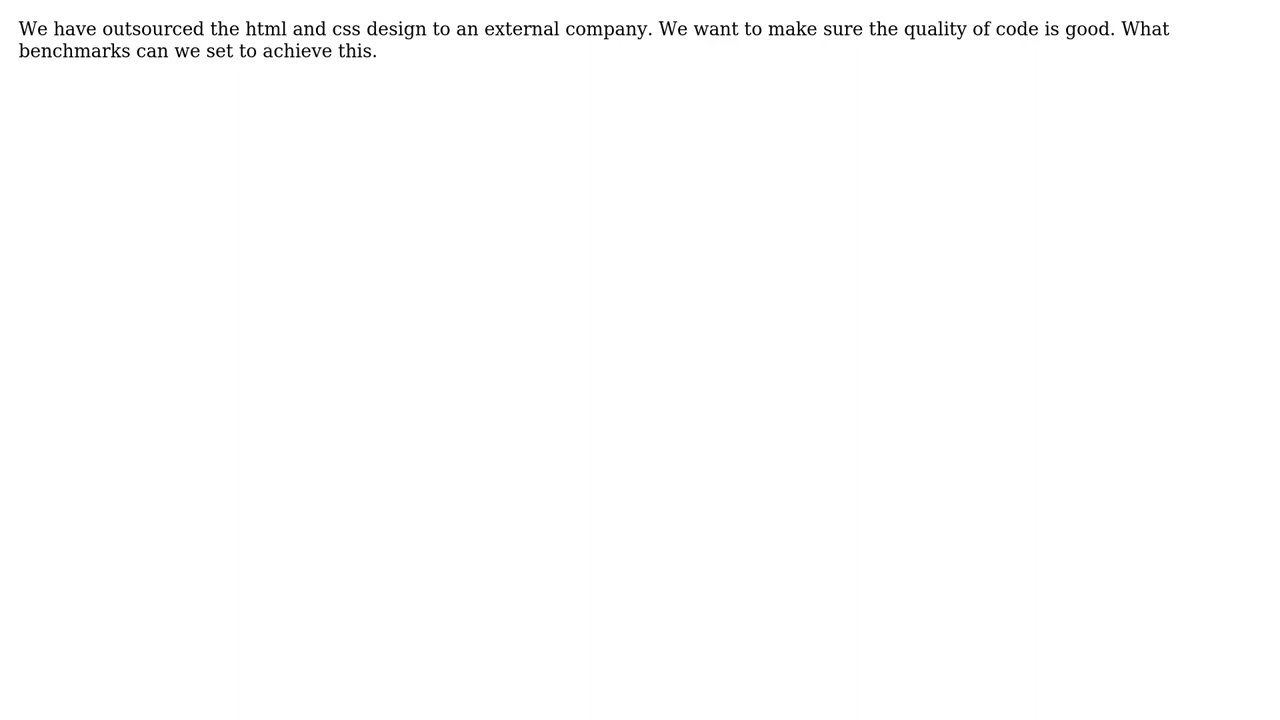 We have outsourced the html and css design to an external company. We want to make sure the quality of code is good. What
benchmarks can we set to achieve this.